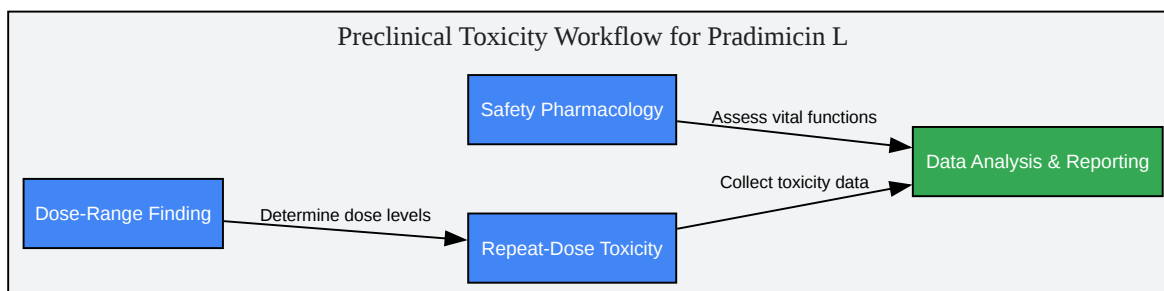 Preclinical Toxicity Workflow for Pradimicin L
Safety Pharmacology
Assess vital functions
Data Analysis & Reporting
Collect toxicity data
Dose-Range Finding
Determine dose levels
Repeat-Dose Toxicity